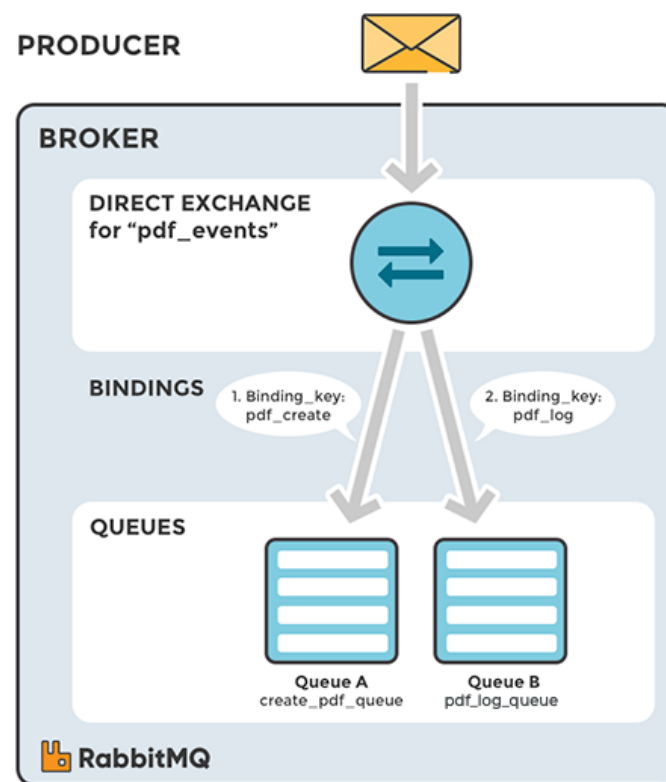 PRODUCER
BROKER
DIRECT EXCHANGE
for “pdf_events”
BINDINGS
1. Binding_key:
pdf_create
2. Binding_key:
pdf_log
QUEUES
Queue A
create_pdf_queue
Queue B
pdf_log_queue
RabbitMQ